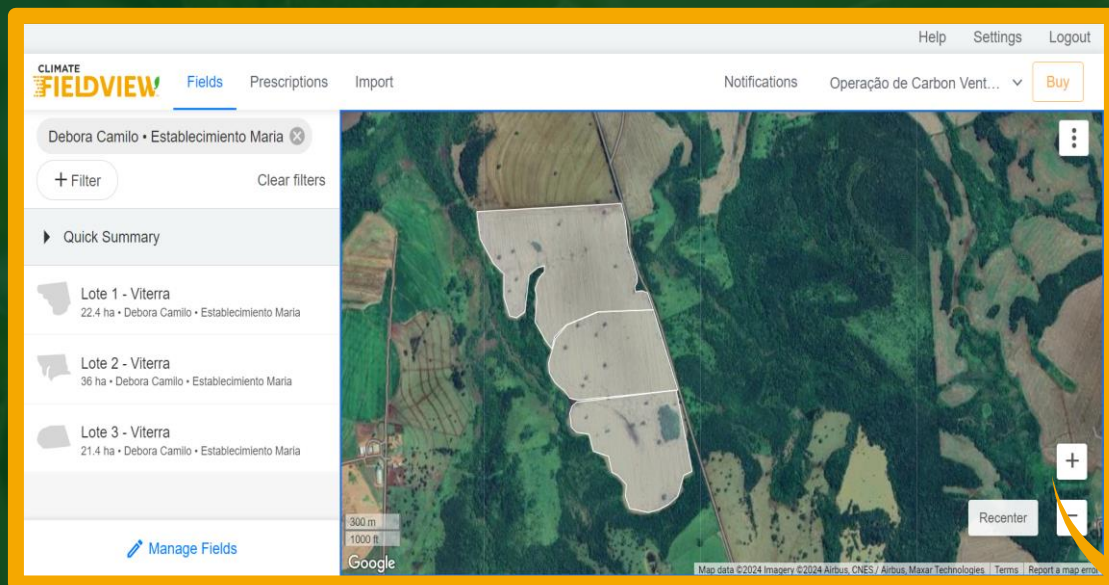 Help Settings Logout
CLIMATE
FIELDVIEW
Fields Prescriptions Import Notifications Operação de Carbon Vent... Buy
Debora Camilo • Establecimiento Maria
+ Filter Clear filters
Quick Summary
Lote 1 - Viterra
22.4 ha • Debora Camilo • Establecimiento Maria
Lote 2 - Viterra
36 ha • Debora Camilo • Establecimiento Maria
Lote 3 - Viterra
21.4 ha • Debora Camilo • Establecimiento Maria
Manage Fields
Recenter
300 m
1000 ft
Google
Map data ©2024 Imagery ©2024 Airbus, CNES / Airbus, Maxar Technologies Terms Report a map error